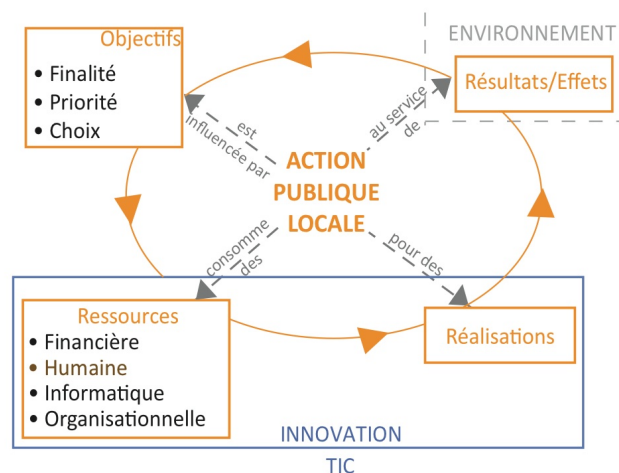 Objectifs
• Finalité
• Priorité
• Choix
ENVIRONNEMENT
Résultats/Effets
est
influencée par
au service
de
ACTION
PUBLIQUE
LOCALE
consomme
des
pour des
Ressources
• Financière
• Humaine
• Informatique
• Organisationnelle
Réalisations
INNOVATION
TIC